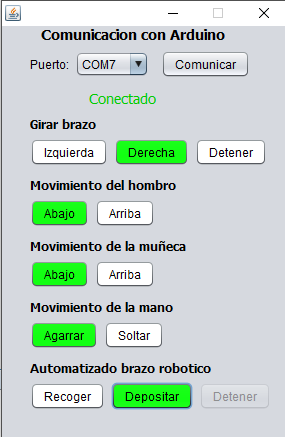 Comunicacion con Arduino
Puerto: COM7 Comunicar
Conectado
Girar brazo
Izquierda Derecha Detener
Movimiento del hombro
Abajo Arriba
Movimiento de la muñeca
Abajo Arriba
Movimiento de la mano
Agarrar Soltar
Automatizado brazo robotico
Recoger Depositar Detener